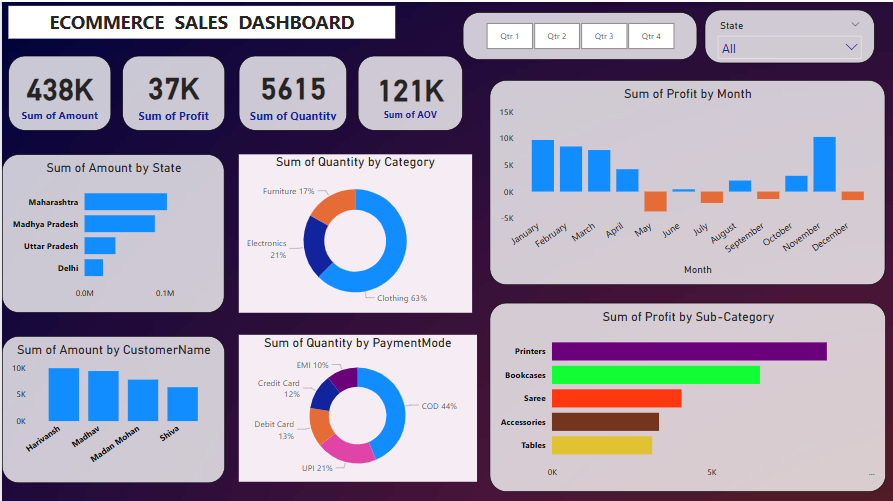 ECOMMERCE SALES DASHBOARD
Qtr 1
Qtr 2
Qtr 3
Qtr 4
State
All
438K
Sum of Amount
37K
Sum of Profit
5615
Sum of Quantity
121K
Sum of AOV
Sum of Amount by State
Maharashtra
Madhya Pradesh
Uttar Pradesh
Delhi
0.0M
0.1M
Sum of Quantity by Category
Furniture 17%
Electronics
21%
Clothing 63%
Sum of Profit by Month
15K
10K
5K
0K
-5K
January
February
March
April
May
June
July
August
September
October
November
December
Month
Sum of Amount by CustomerName
10K
5K
0K
Harivansh
Madhav
Madan Mohan
Shiva
Sum of Quantity by PaymentMode
EMI 10%
Credit Card
12%
Debit Card
13%
UPI 21%
COD 44%
Sum of Profit by Sub-Category
Printers
Bookcases
Saree
Accessories
Tables
0K
5K
...